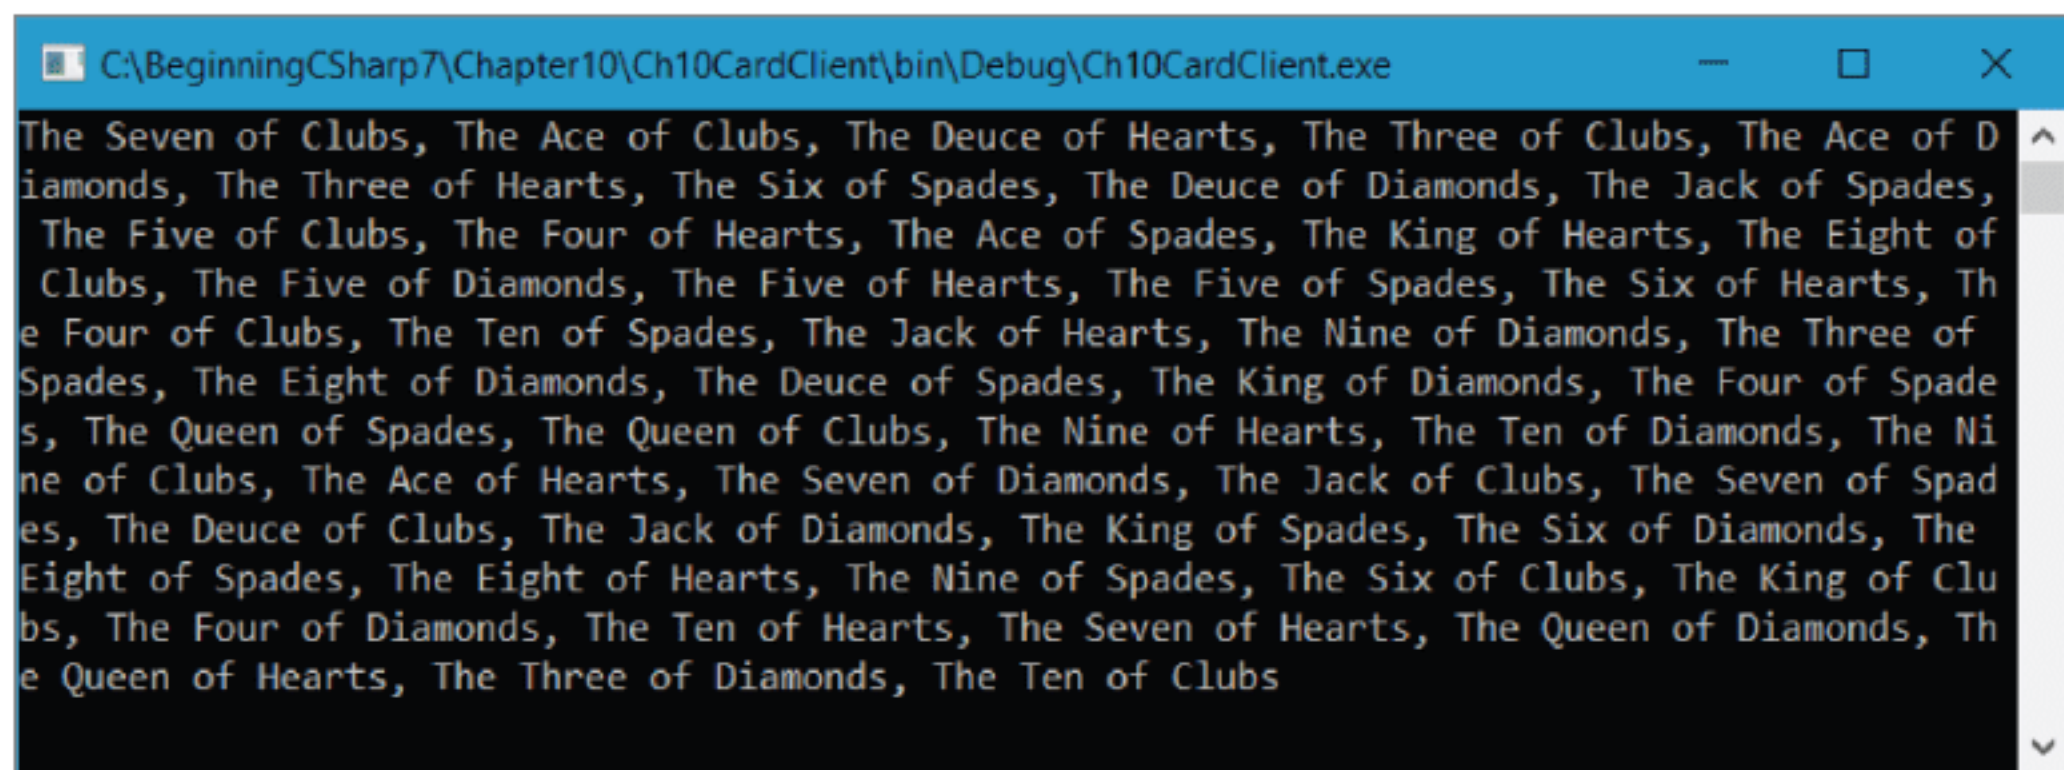 C:\BeginningCSharp7\Chapter10\Ch10CardClient\bin\Debug\Ch10CardClient.exe
The Seven of Clubs, The Ace of Clubs, The Deuce of Hearts, The Three of Clubs, The Ace of D
iamonds, The Three of Hearts, The Six of Spades, The Deuce of Diamonds, The Jack of Spades,
 The Five of Clubs, The Four of Hearts, The Ace of Spades, The King of Hearts, The Eight of
 Clubs, The Five of Diamonds, The Five of Hearts, The Five of Spades, The Six of Hearts, Th
e Four of Clubs, The Ten of Spades, The Jack of Hearts, The Nine of Diamonds, The Three of
Spades, The Eight of Diamonds, The Deuce of Spades, The King of Diamonds, The Four of Spade
s, The Queen of Spades, The Queen of Clubs, The Nine of Hearts, The Ten of Diamonds, The Ni
ne of Clubs, The Ace of Hearts, The Seven of Diamonds, The Jack of Clubs, The Seven of Spad
es, The Deuce of Clubs, The Jack of Diamonds, The King of Spades, The Six of Diamonds, The
Eight of Spades, The Eight of Hearts, The Nine of Spades, The Six of Clubs, The King of Clu
bs, The Four of Diamonds, The Ten of Hearts, The Seven of Hearts, The Queen of Diamonds, Th
e Queen of Hearts, The Three of Diamonds, The Ten of Clubs